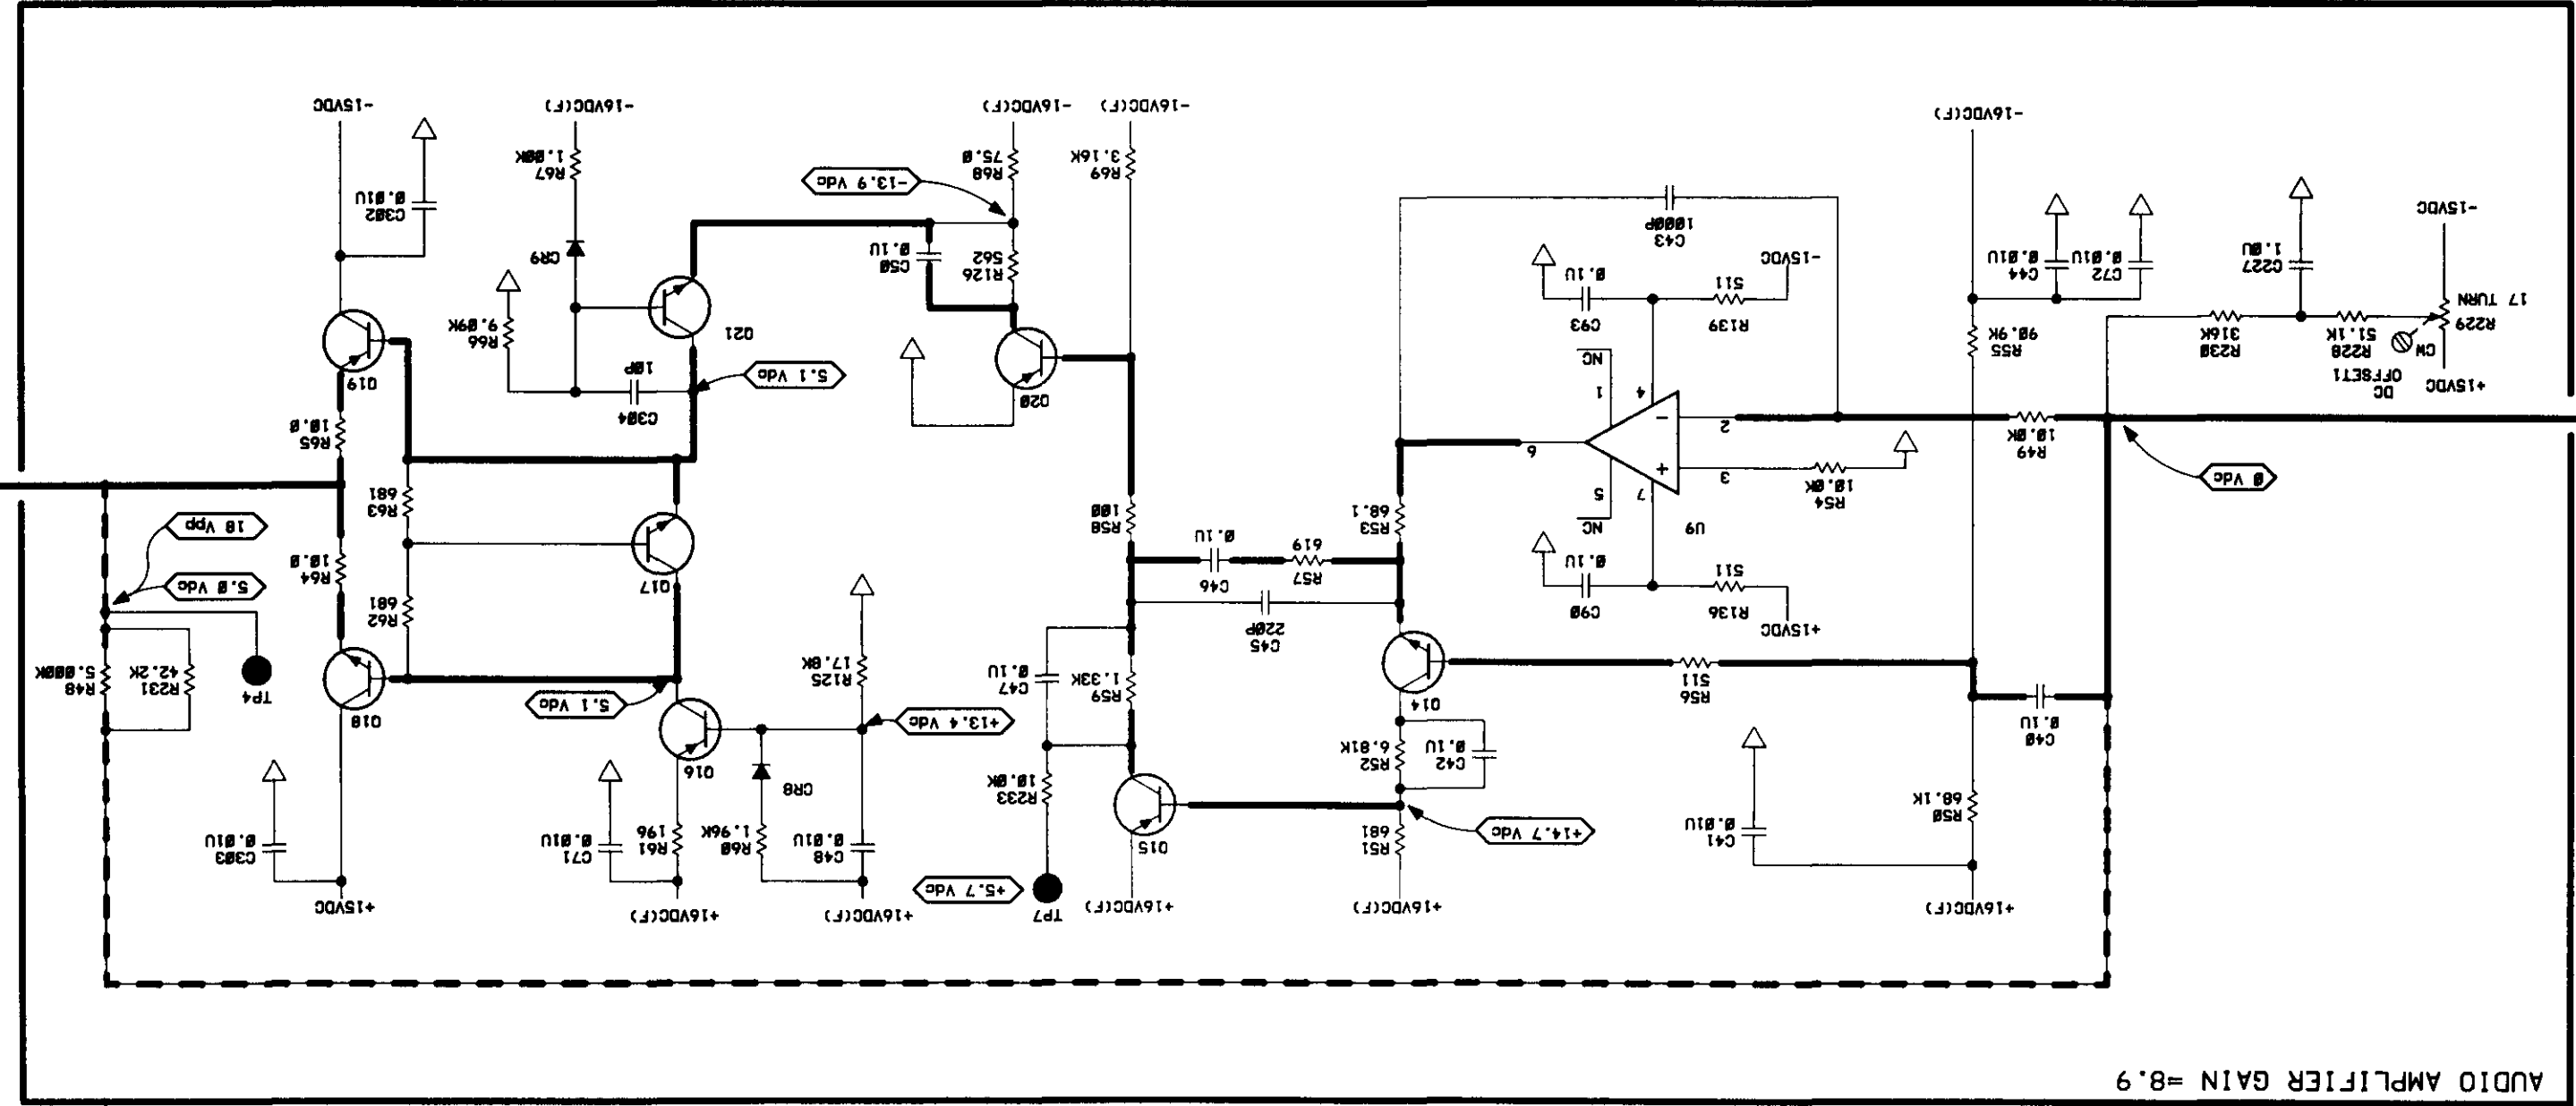 AUDIO AMPLIFIER GAIN =8.9
+16VDC(F)
+16VDC(F)
+16VDC(F)
TP7
+5.7 Vdc
+16VDC(F)
+16VDC(F)
+15VDC
C41
0.01U
R50
68.1K
R51
681
+14.7 Vdc
Q15
C48
0.01U
R60
1.96K
R61
196
C71
0.01U
C303
0.01U
C40
0.1U
R56
511
Q14
C42
0.1U
R52
6.81K
R233
10.0K
CR8
Q16
+13.4 Vdc
5.1 Vdc
Q18
TP4
R231
42.2K
R48
5.000K
R59
1.33K
C47
0.1U
R125
17.8K
+15VDC
R136
511
C90
0.1U
C45
220P
R57
619
C46
0.1U
Q17
R62
681
R64
10.0
5.0 Vdc
10 Vpp
U9
7
5
NC
R53
68.1
R58
100
R63
681
0 Vdc
R54
10.0K
3
+
6
R49
10.0K
2
−
4
1
NC
R65
10.0
+15VDC
DC
OFFSET1
CW
R229
17 TURN
R228
51.1K
R230
316K
R55
90.9K
Q20
5.1 Vdc
C304
10P
Q19
R139
511
C93
0.1U
Q21
R66
9.09K
C227
1.0U
C72
0.01U
C44
0.01U
-15VDC
C43
1000P
R126
562
C50
0.1U
CR9
C302
0.01U
-15VDC
-13.9 Vdc
R69
3.16K
R68
75.0
R67
1.00K
-16VDC(F)
-16VDC(F)
-16VDC(F)
-16VDC(F)
-15VDC